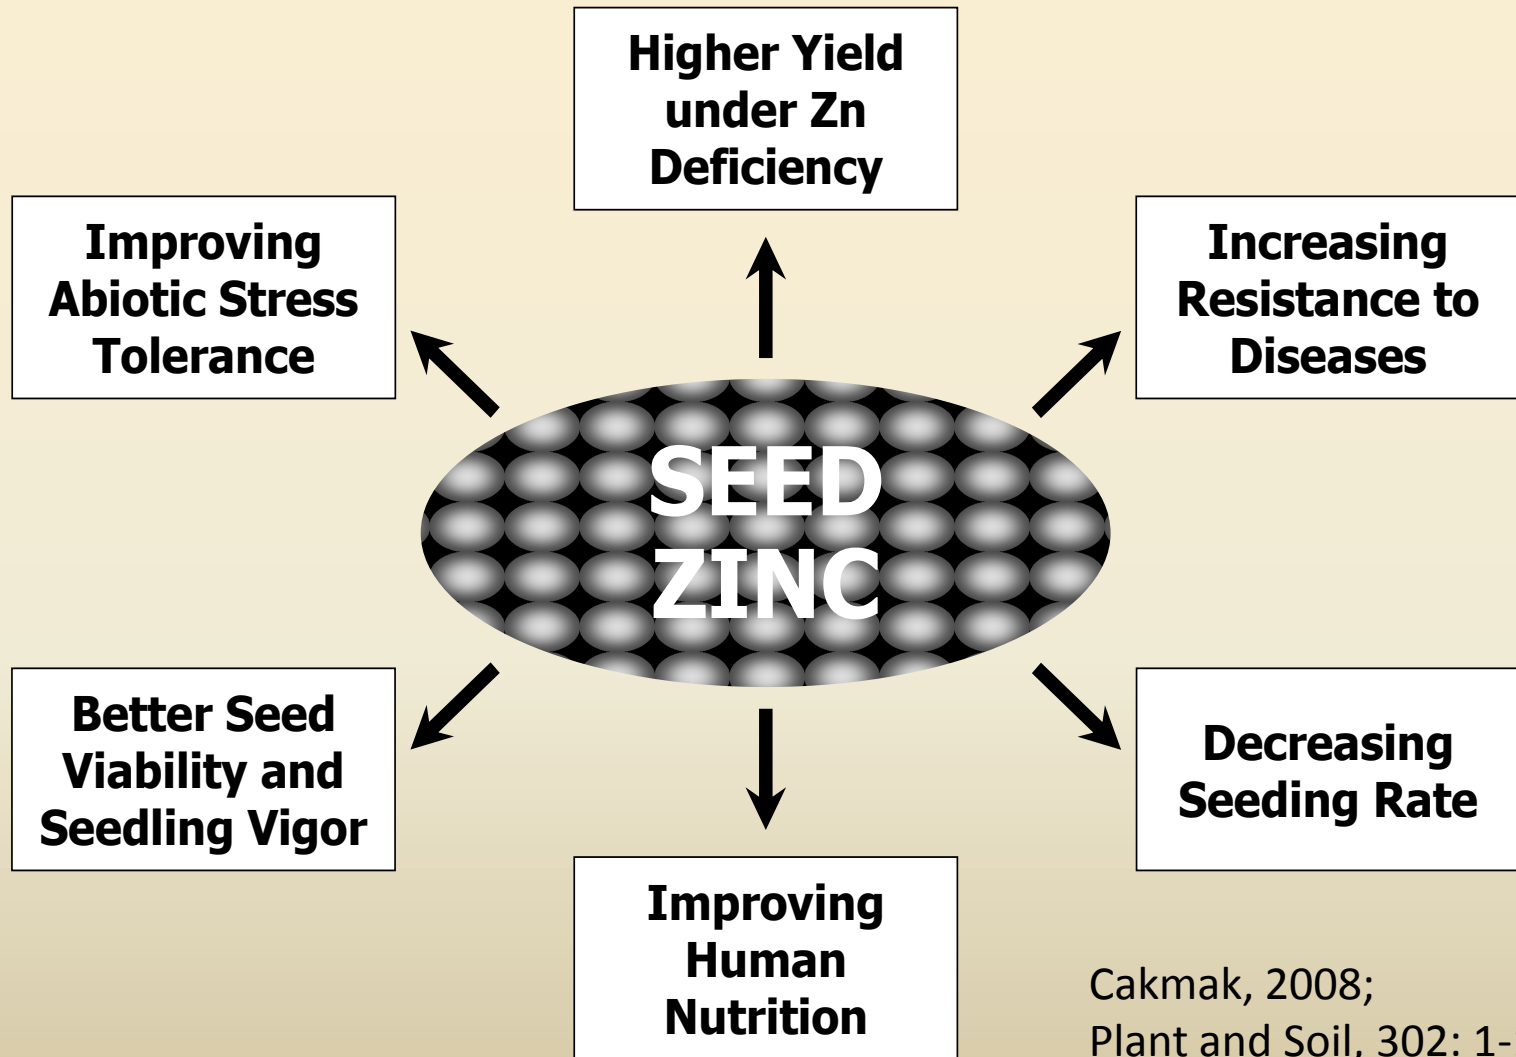 Higher Yield
under Zn
Deficiency
Improving
Abiotic Stress
Tolerance
Increasing
Resistance to
Diseases
SEED
ZINC
Better Seed
Viability and
Seedling Vigor
Decreasing
Seeding Rate
Improving
Human
Nutrition
Cakmak, 2008;
Plant and Soil, 302: 1-